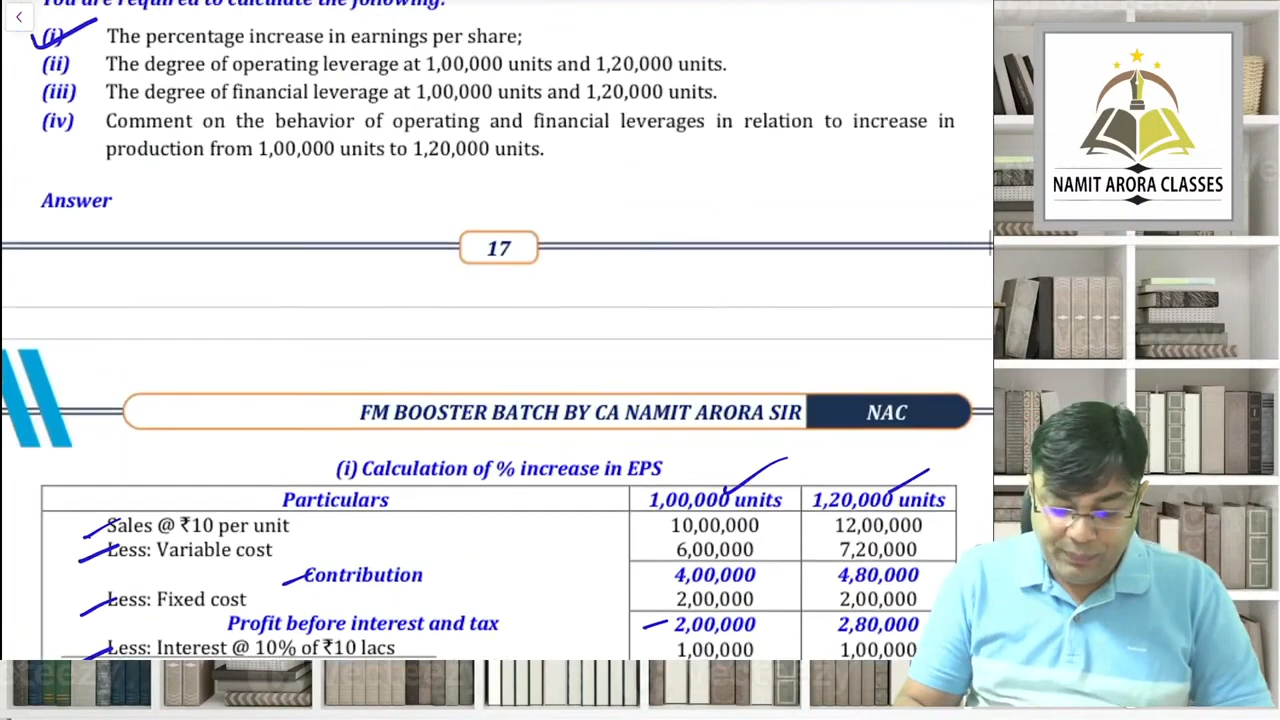 You are required to calculate the following:
(i) The percentage increase in earnings per share;
(ii) The degree of operating leverage at 1,00,000 units and 1,20,000 units.
(iii) The degree of financial leverage at 1,00,000 units and 1,20,000 units.
(iv) Comment on the behavior of operating and financial leverages in relation to increase in
production from 1,00,000 units to 1,20,000 units.
Answer
17
NAMIT ARORA CLASSES
FM BOOSTER BATCH BY CA NAMIT ARORA SIR NAC
(i) Calculation of % increase in EPS
Particulars 1,00,000 units 1,20,000 units
Sales @ ₹10 per unit 10,00,000 12,00,000
Less: Variable cost 6,00,000 7,20,000
Contribution 4,00,000 4,80,000
Less: Fixed cost 2,00,000 2,00,000
Profit before interest and tax 2,00,000 2,80,000
Less: Interest @ 10% of ₹10 lacs 1,00,000 1,00,000